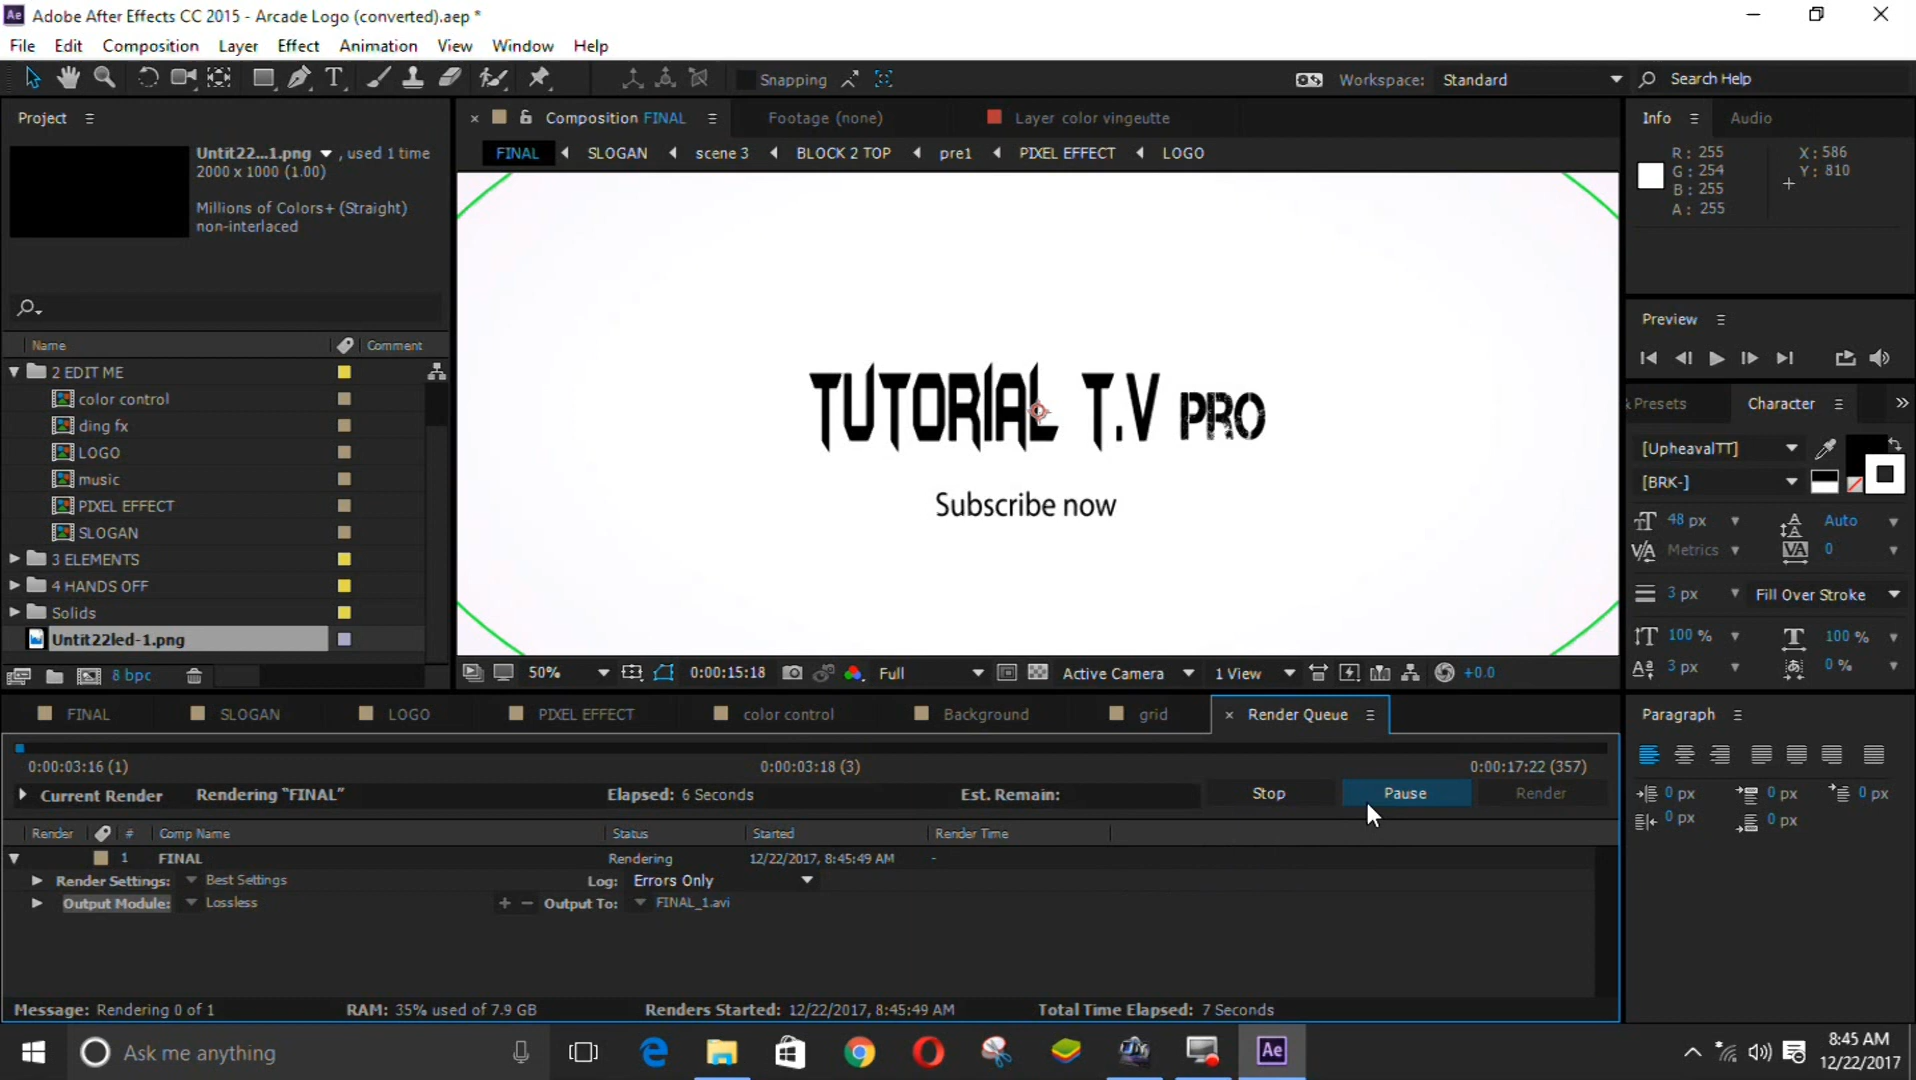 Adobe After Effects CC 2015 - Arcade Logo (converted).aep *
File Edit Composition Layer Effect Animation View Window Help
Snapping
Workspace: Standard
Search Help
Project
Untit22...1.png , used 1 time
2000 x 1000 (1.00)
Millions of Colors+ (Straight)
non-interlaced
Name Comment
2 EDIT ME
color control
ding fx
LOGO
music
PIXEL EFFECT
SLOGAN
3 ELEMENTS
4 HANDS OFF
Solids
Untit22led-1.png
8 bpc
Composition FINAL
Footage (none)
Layer color vingeutte
FINAL SLOGAN scene 3 BLOCK 2 TOP pre1 PIXEL EFFECT LOGO
TUTORIAL T.V PRO
Subscribe now
50% 0:00:15:18 Full Active Camera 1 View +0.0
Info Audio
R: 255 X: 586
G: 254 Y: 810
B: 255
A: 255
Preview
Presets Character
[UpheavalTT]
[BRK-]
48 px Auto
Metrics 0
3 px Fill Over Stroke
100 % 100 %
3 px 0 %
FINAL SLOGAN LOGO PIXEL EFFECT color control Background grid Render Queue
0:00:03:16 (1) 0:00:03:18 (3) 0:00:17:22 (357)
Current Render Rendering “FINAL” Elapsed: 6 Seconds Est. Remain: Stop Pause Render
Render # Comp Name Status Started Render Time
1 FINAL Rendering 12/22/2017, 8:45:49 AM -
Render Settings: Best Settings Log: Errors Only
Output Module: Lossless + − Output To: FINAL_1.avi
Message: Rendering 0 of 1 RAM: 35% used of 7.9 GB Renders Started: 12/22/2017, 8:45:49 AM Total Time Elapsed: 7 Seconds
Paragraph
0 px 0 px 0 px
0 px 0 px
Ask me anything
Ae
8:45 AM
12/22/2017